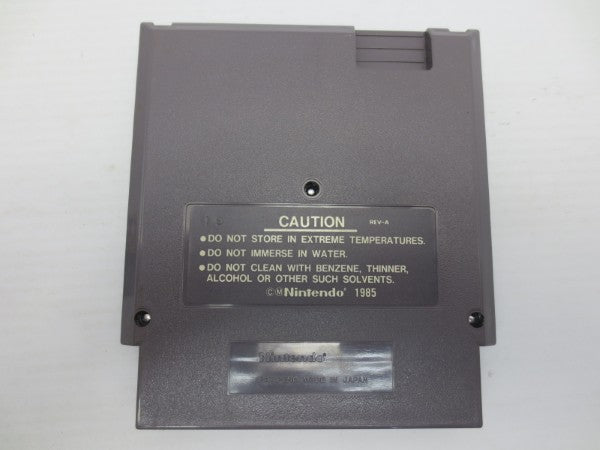 CAUTION REV-A
●DO NOT STORE IN EXTREME TEMPERATURES.
●DO NOT IMMERSE IN WATER.
●DO NOT CLEAN WITH BENZENE, THINNER,
ALCOHOL OR OTHER SUCH SOLVENTS.
©M Nintendo® 1985
Nintendo®
MADE IN JAPAN